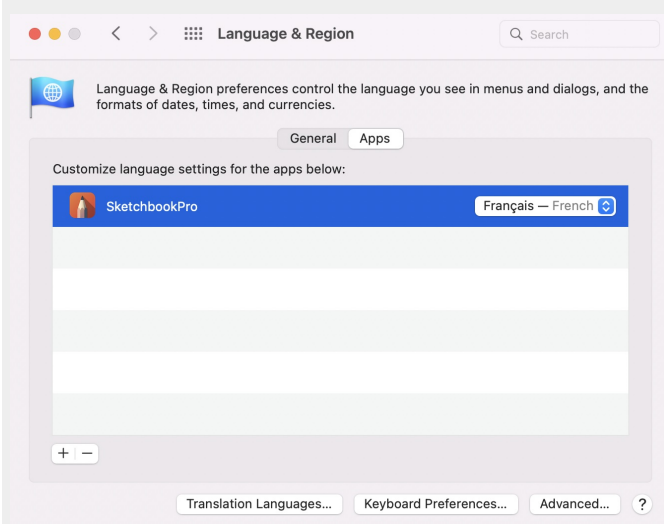 Language & Region
Search
Language & Region preferences control the language you see in menus and dialogs, and the
formats of dates, times, and currencies.
General Apps
Customize language settings for the apps below:
SketchbookPro Français — French
+ −
Translation Languages... Keyboard Preferences... Advanced... ?